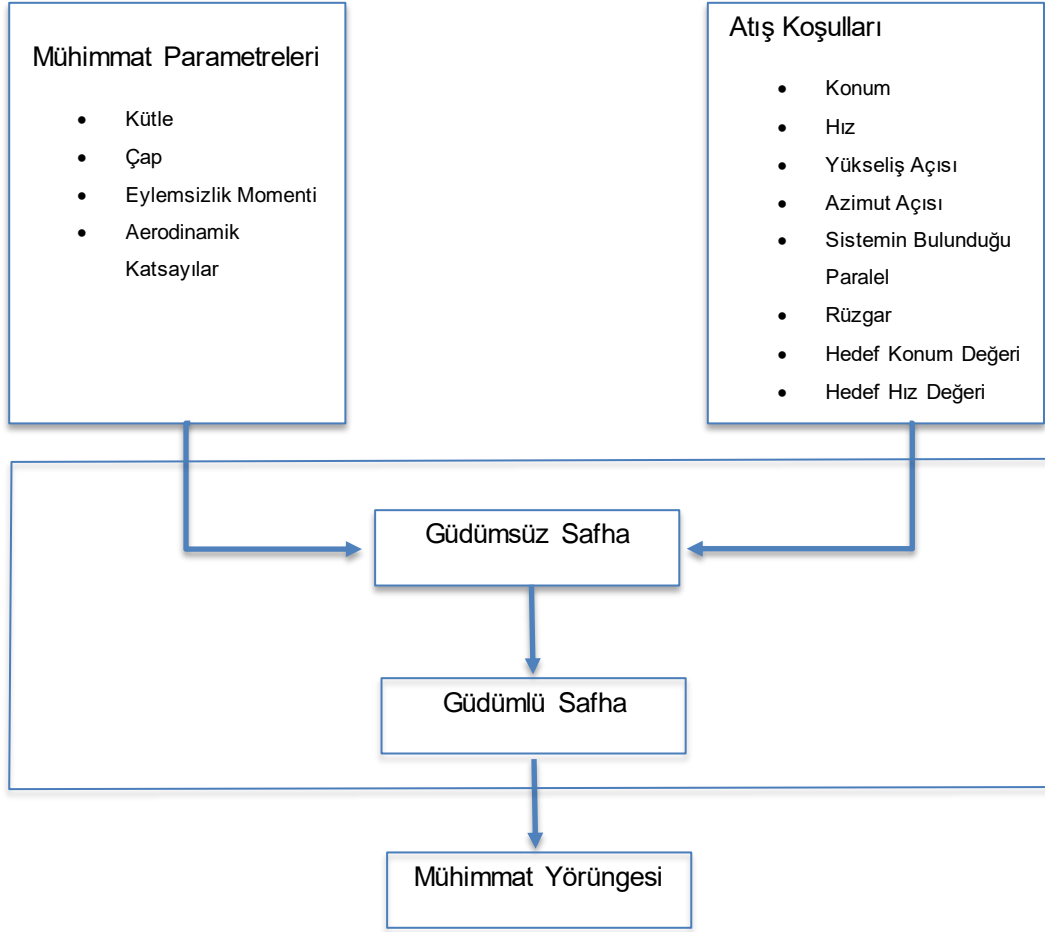 Mühimmat Parametreleri
• Kütle
• Çap
• Eylemsizlik Momenti
• Aerodinamik
Katsayılar
Atış Koşulları
• Konum
• Hız
• Yükseliş Açısı
• Azimut Açısı
• Sistemin Bulunduğu
Paralel
• Rüzgar
• Hedef Konum Değeri
• Hedef Hız Değeri
Güdümsüz Safha
Güdümlü Safha
Mühimmat Yörüngesi